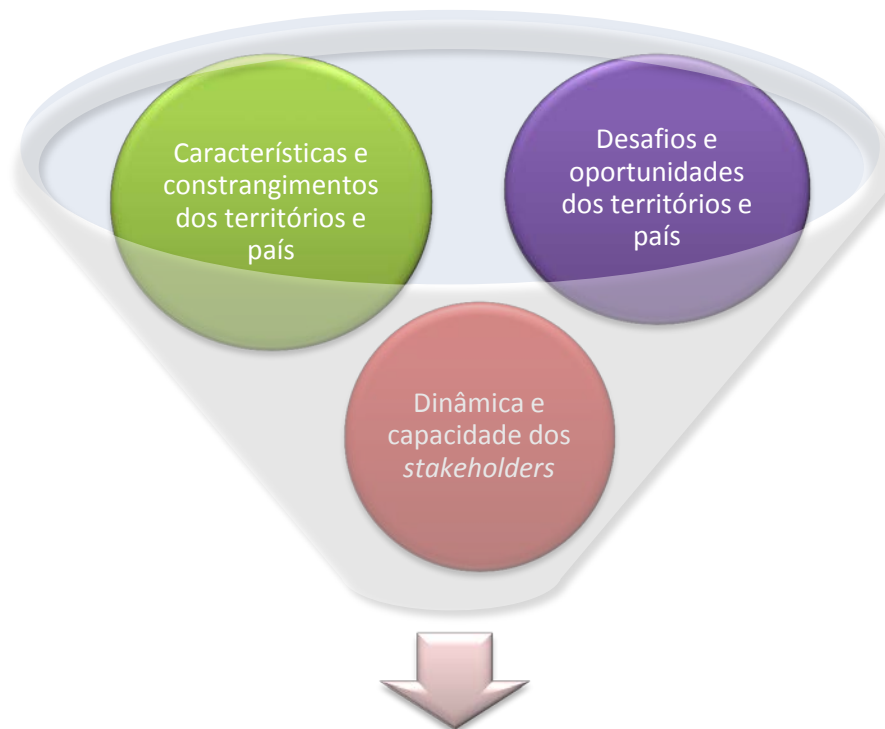 Características e
constrangimentos
dos territórios e
país
Desafios e
oportunidades
dos territórios e
país
Dinâmica e
capacidade dos
stakeholders